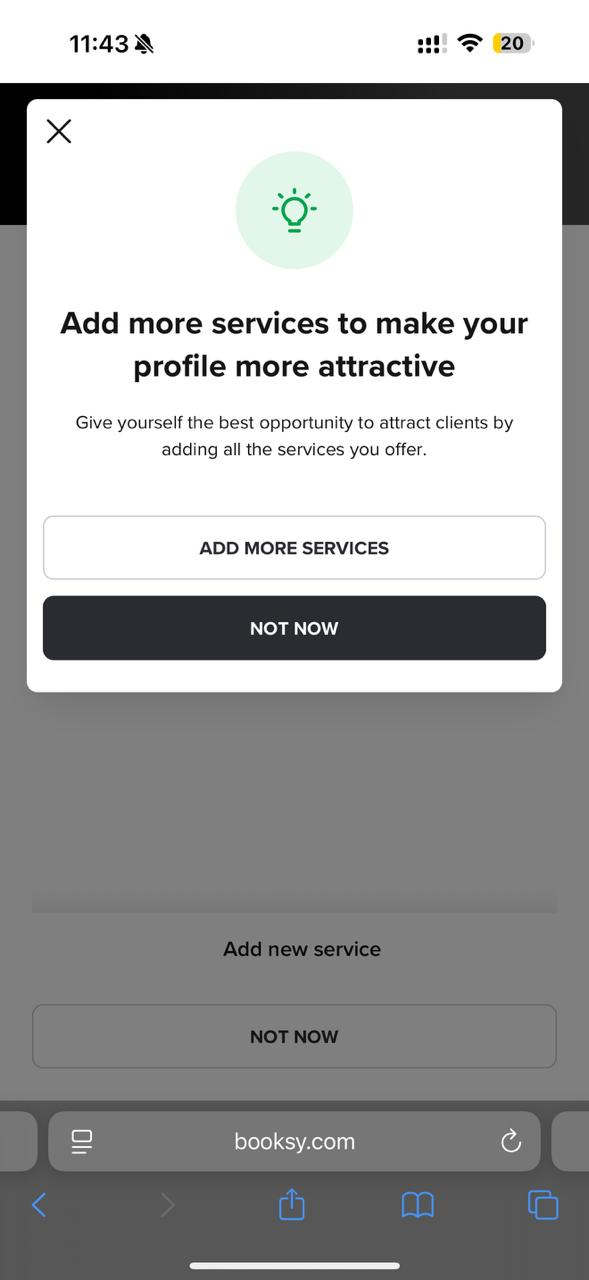 11:43
20
Add more services to make your
profile more attractive
Give yourself the best opportunity to attract clients by
adding all the services you offer.
ADD MORE SERVICES
NOT NOW
Add new service
NOT NOW
booksy.com